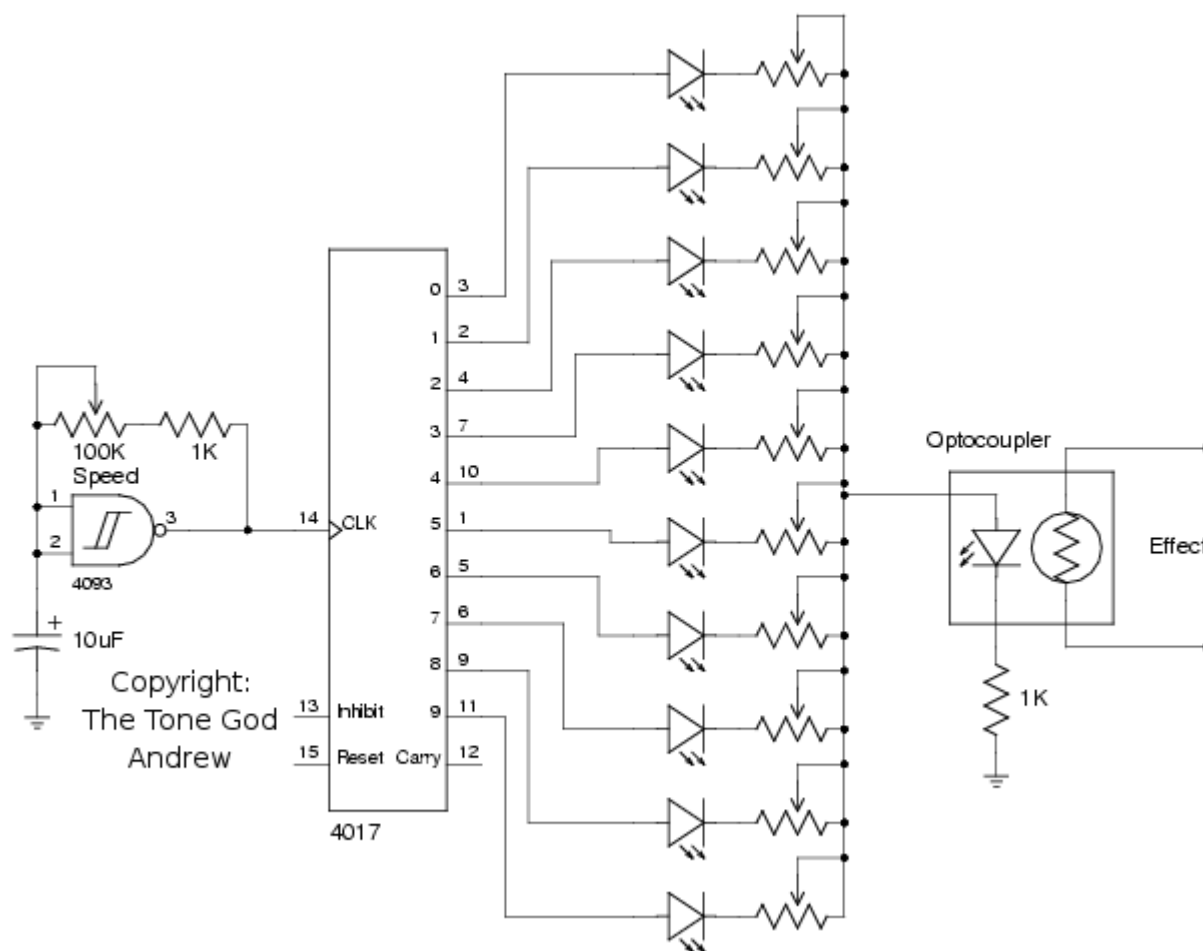 0 3
1 2
2 4
3 7
4 10
5 1
6 5
7 6
8 9
9 11
100K 1K
Speed
1
2
3
4093
14 CLK
+
10uF
Copyright:
The Tone God
Andrew
13 Inhibit
15 Reset Carry 12
4017
Optocoupler
Effect
1K